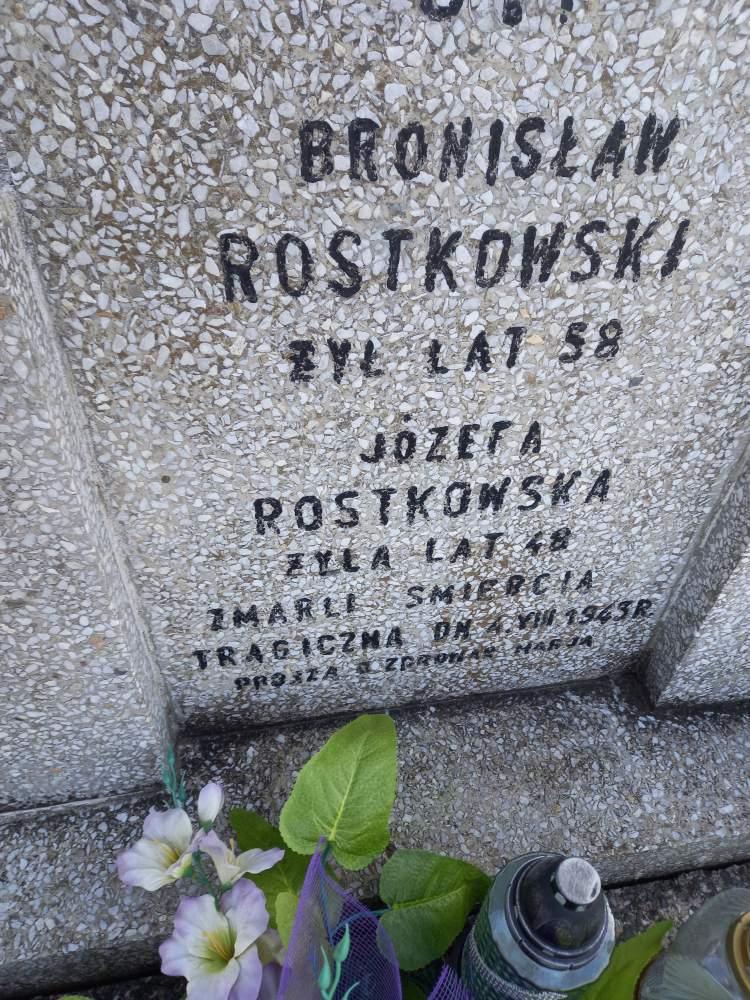 BRONISŁAW
ROSTKOWSKI
ŻYŁ LAT 58
JÓZEFA
ROSTKOWSKA
ŻYŁA LAT 48
ZMARLI ŚMIERCIĄ
TRAGICZNĄ DN 4.VIII 1943R
PROSZĄ O ZDROWAŚ MARJA